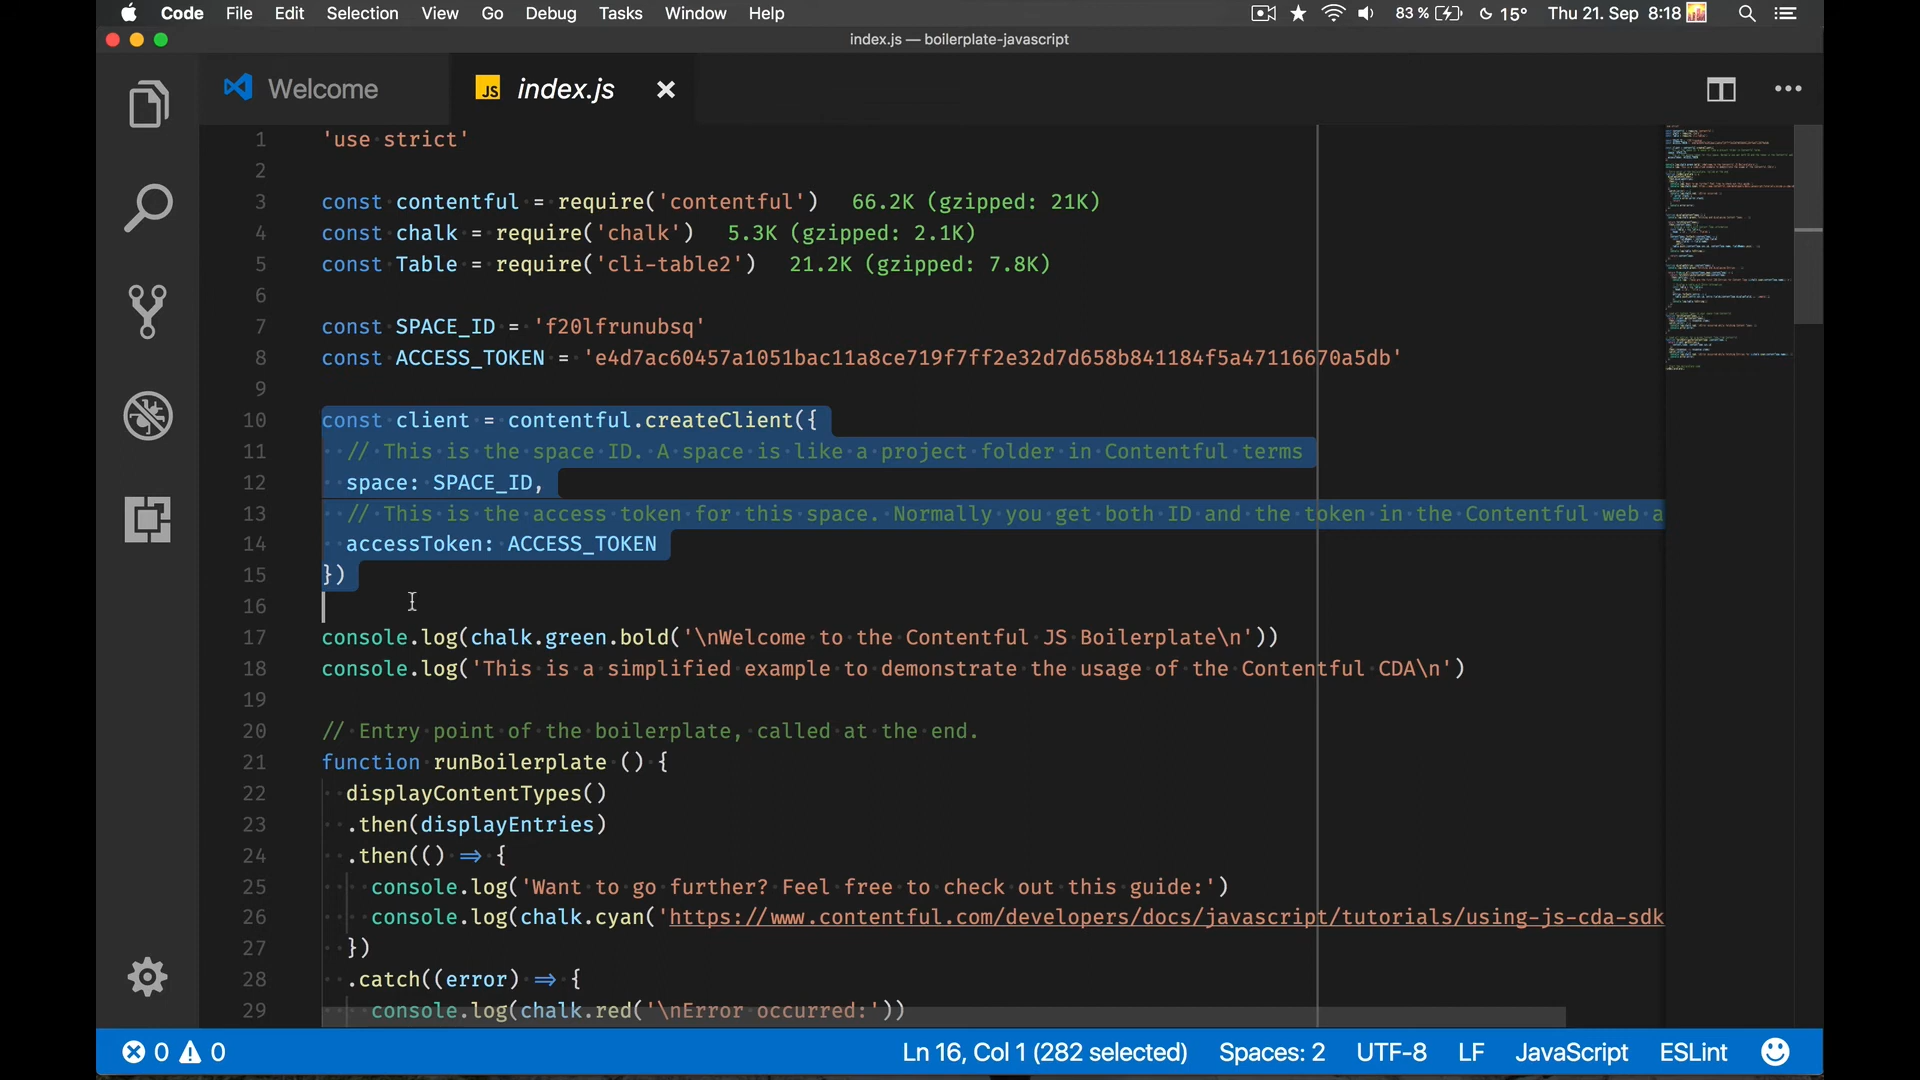 Code File Edit Selection View Go Debug Tasks Window Help 83 % 15° Thu 21. Sep 8:18
index.js — boilerplate-javascript
Welcome JS index.js
1 'use strict'
2
3 const contentful = require('contentful') 66.2K (gzipped: 21K)
4 const chalk = require('chalk') 5.3K (gzipped: 2.1K)
5 const Table = require('cli-table2') 21.2K (gzipped: 7.8K)
6
7 const SPACE_ID = 'f20lfrunubsq'
8 const ACCESS_TOKEN = 'e4d7ac60457a1051bac11a8ce719f7ff2e32d7d658b841184f5a47116670a5db'
9
10 const client = contentful.createClient({
11 // This is the space ID. A space is like a project folder in Contentful terms
12 space: SPACE_ID,
13 // This is the access token for this space. Normally you get both ID and the token in the Contentful web a
14 accessToken: ACCESS_TOKEN
15 })
16
17 console.log(chalk.green.bold('\nWelcome to the Contentful JS Boilerplate\n'))
18 console.log('This is a simplified example to demonstrate the usage of the Contentful CDA\n')
19
20 // Entry point of the boilerplate, called at the end.
21 function runBoilerplate () {
22 displayContentTypes()
23 .then(displayEntries)
24 .then(() => {
25 console.log('Want to go further? Feel free to check out this guide:')
26 console.log(chalk.cyan('https://www.contentful.com/developers/docs/javascript/tutorials/using-js-cda-sdk
27 })
28 .catch((error) => {
29 console.log(chalk.red('\nError occurred:'))
0 0 Ln 16, Col 1 (282 selected) Spaces: 2 UTF-8 LF JavaScript ESLint